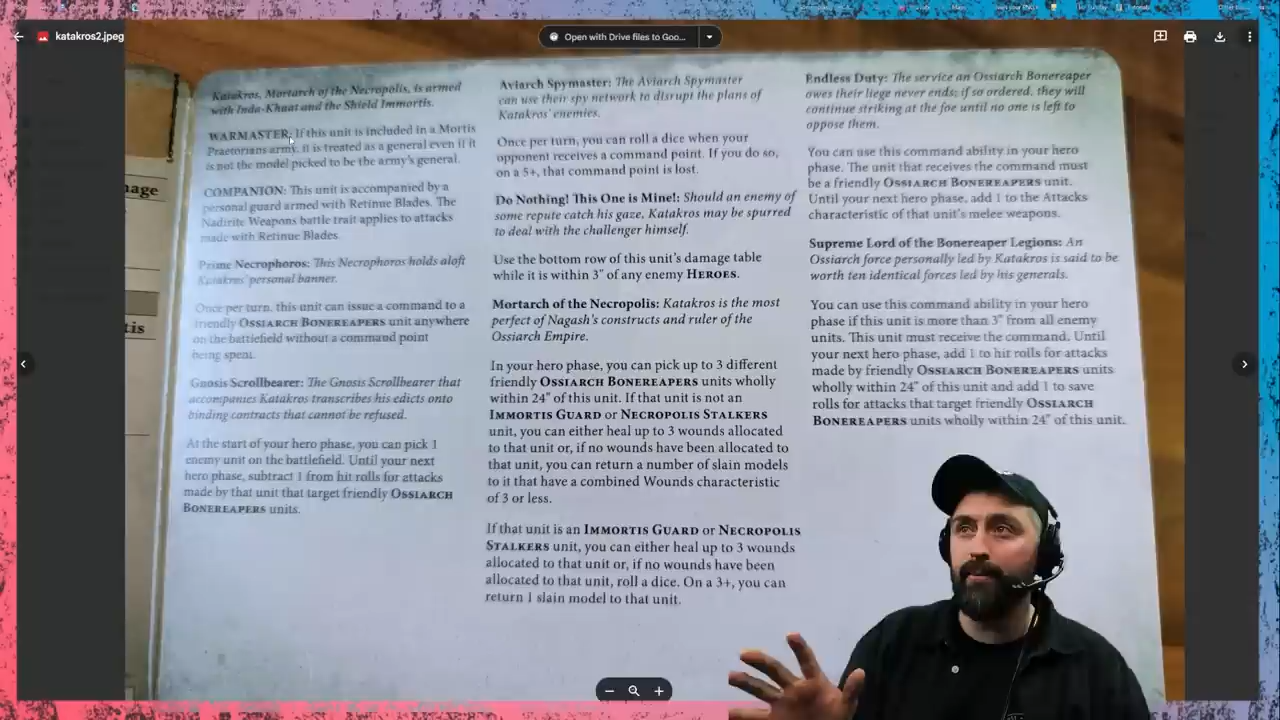 katakros2.jpeg
Open with Drive files to Goo...
Katakros, Mortarch of the Necropolis, is armed
with Inda-Khaat and the Shield Immortis.
WARMASTER: If this unit is included in a Mortis
Praetorians army, it is treated as a general even if it
is not the model picked to be the army's general.
COMPANION: This unit is accompanied by a
personal guard armed with Retinue Blades. The
Nadirite Weapons battle trait applies to attacks
made with Retinue Blades.
Prime Necrophoros: This Necrophoros holds aloft
Katakros' personal banner.
Once per turn, this unit can issue a command to a
friendly OSSIARCH BONEREAPERS unit anywhere
on the battlefield without a command point
being spent.
Gnosis Scrollbearer: The Gnosis Scrollbearer that
accompanies Katakros transcribes his edicts onto
binding contracts that cannot be refused.
At the start of your hero phase, you can pick 1
enemy unit on the battlefield. Until your next
hero phase, subtract 1 from hit rolls for attacks
made by that unit that target friendly OSSIARCH
BONEREAPERS units.
Aviarch Spymaster: The Aviarch Spymaster
can use their spy network to disrupt the plans of
Katakros' enemies.
Once per turn, you can roll a dice when your
opponent receives a command point. If you do so,
on a 5+, that command point is lost.
Do Nothing! This One is Mine!: Should an enemy of
some repute catch his gaze, Katakros may be spurred
to deal with the challenger himself.
Use the bottom row of this unit's damage table
while it is within 3" of any enemy HEROES.
Mortarch of the Necropolis: Katakros is the most
perfect of Nagash's constructs and ruler of the
Ossiarch Empire.
In your hero phase, you can pick up to 3 different
friendly OSSIARCH BONEREAPERS units wholly
within 24" of this unit. If that unit is not an
IMMORTIS GUARD or NECROPOLIS STALKERS
unit, you can either heal up to 3 wounds allocated
to that unit or, if no wounds have been allocated to
that unit, you can return a number of slain models
to it that have a combined Wounds characteristic
of 3 or less.
If that unit is an IMMORTIS GUARD or NECROPOLIS
STALKERS unit, you can either heal up to 3 wounds
allocated to that unit or, if no wounds have been
allocated to that unit, roll a dice. On a 3+, you can
return 1 slain model to that unit.
Endless Duty: The service an Ossiarch Bonereaper
owes their liege never ends; if so ordered, they will
continue striking at the foe until no one is left to
oppose them.
You can use this command ability in your hero
phase. The unit that receives the command must
be a friendly OSSIARCH BONEREAPERS unit.
Until your next hero phase, add 1 to the Attacks
characteristic of that unit's melee weapons.
Supreme Lord of the Bonereaper Legions: An
Ossiarch force personally led by Katakros is said to be
worth ten identical forces led by his generals.
You can use this command ability in your hero
phase if this unit is more than 3" from all enemy
units. This unit must receive the command. Until
your next hero phase, add 1 to hit rolls for attacks
made by friendly OSSIARCH BONEREAPERS units
wholly within 24" of this unit and add 1 to save
rolls for attacks that target friendly OSSIARCH
BONEREAPERS units wholly within 24" of this unit.
nage
tis